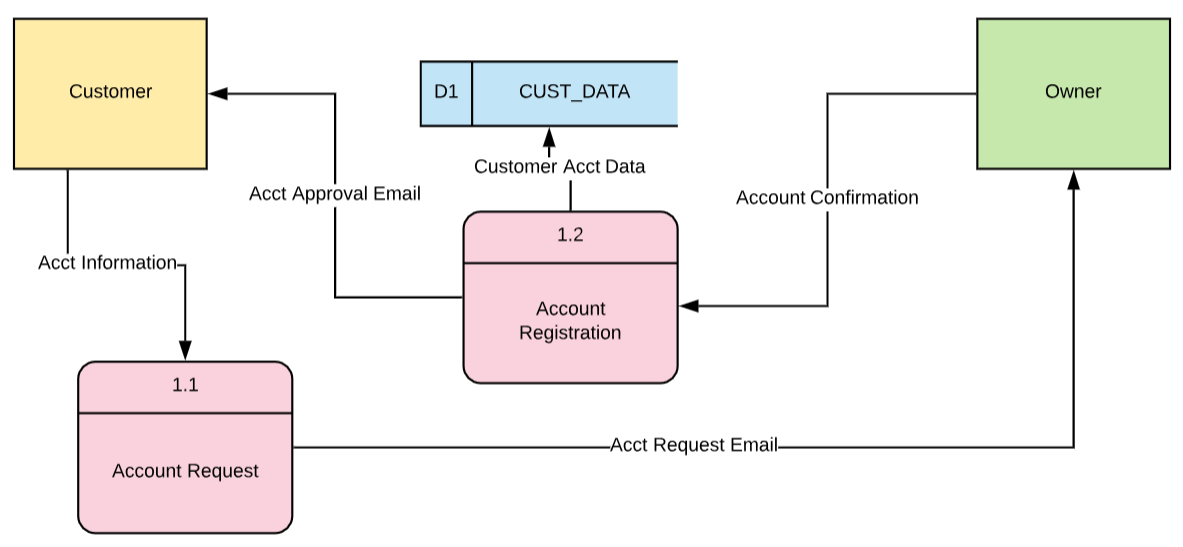 Customer
D1
CUST_DATA
Owner
Customer Acct Data
Acct Approval Email
Account Confirmation
1.2
Account
Registration
Acct Information
1.1
Account Request
Acct Request Email